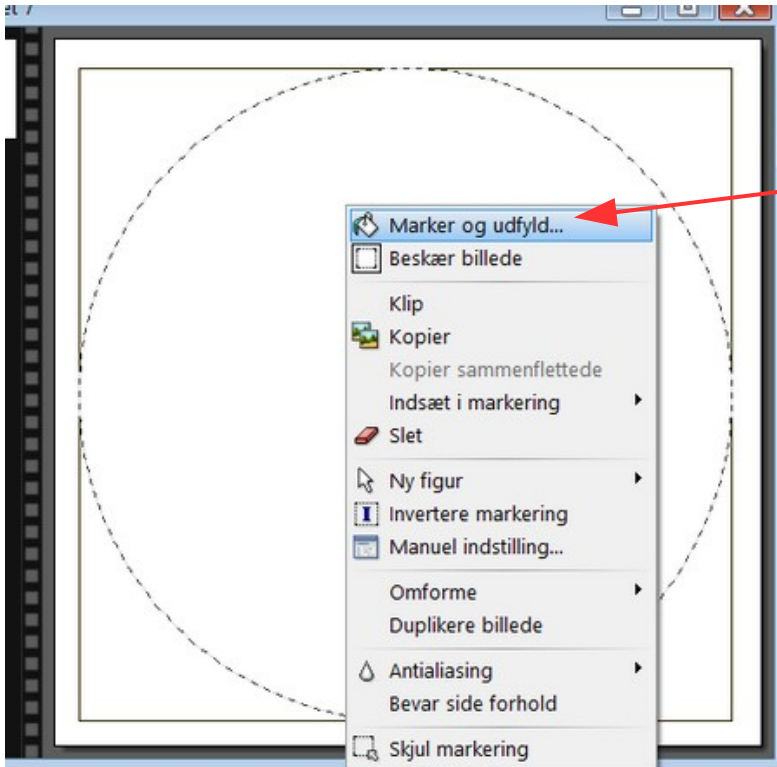 Marker og udfyld...
Beskær billede
Klip
Kopier
Kopier sammenflettede
Indsæt i markering
Slet
Ny figur
Invertere markering
Manuel indstilling...
Omforme
Duplikere billede
Antialiasing
Bevar side forhold
Skjul markering